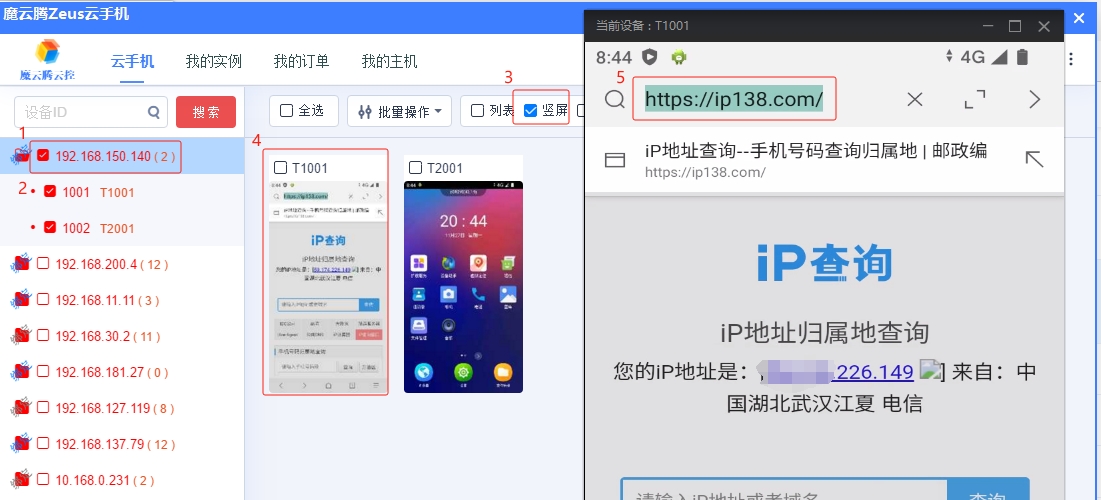 魔云腾Zeus云手机
魔云腾云控
云手机
我的实例
我的订单
我的主机
设备ID
搜索
1
192.168.150.140 ( 2 )
2
1001 T1001
1002 T2001
192.168.200.4 ( 12 )
192.168.11.11 ( 3 )
192.168.30.2 ( 11 )
192.168.181.27 ( 0 )
192.168.127.119 ( 8 )
192.168.137.79 ( 12 )
10.168.0.231 ( 2 )
全选
批量操作
列表
3
竖屏
4
T1001
https://ip138.com/
iP查询
iP地址归属地查询
T2001
20 : 44
当前设备：T1001
8:44
4G
5
https://ip138.com/
iP地址查询--手机号码查询归属地 | 邮政编
https://ip138.com/
iP查询
iP地址归属地查询
您的iP地址是：[
.226.149 ] 来自：中
国湖北武汉江夏 电信
请输入iP地址或者域名
查询